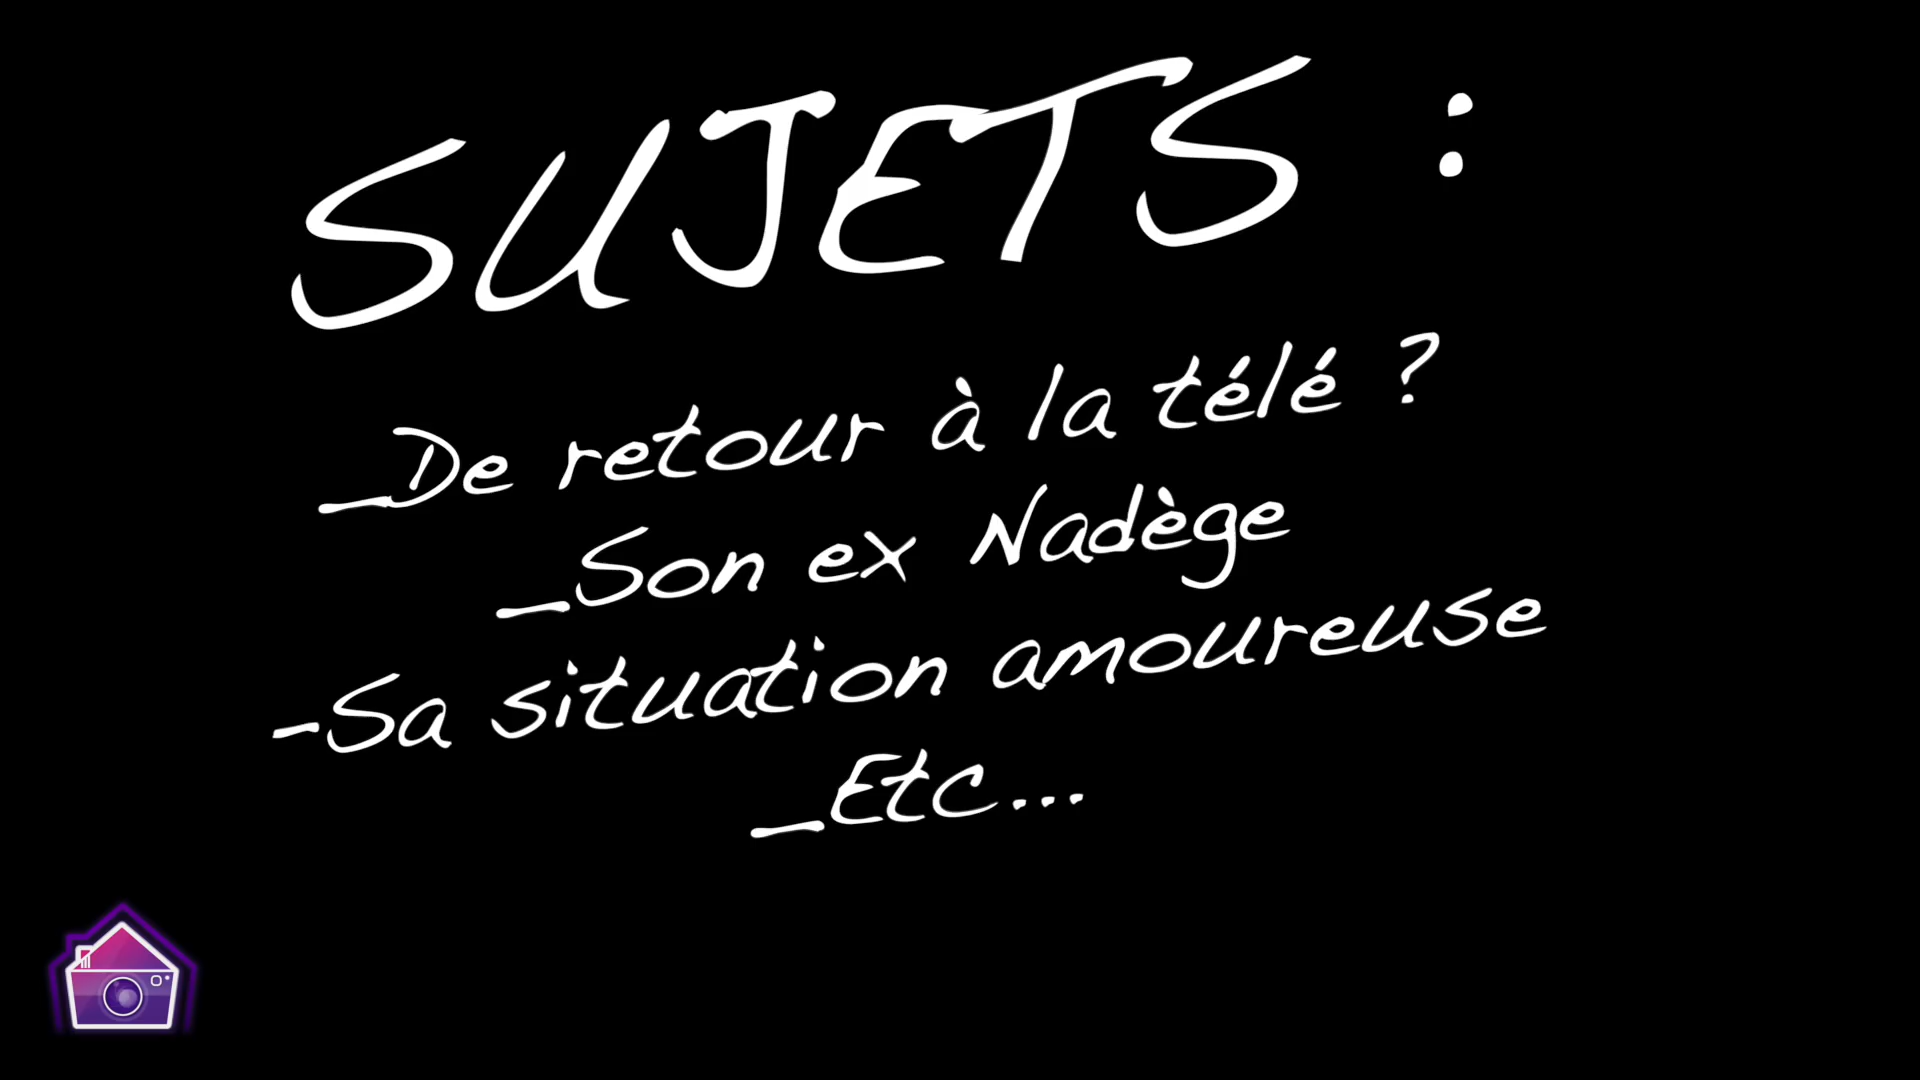 SUJETS :
_De retour à la télé ?
_Son ex Nadège
-Sa situation amoureuse
_Etc...